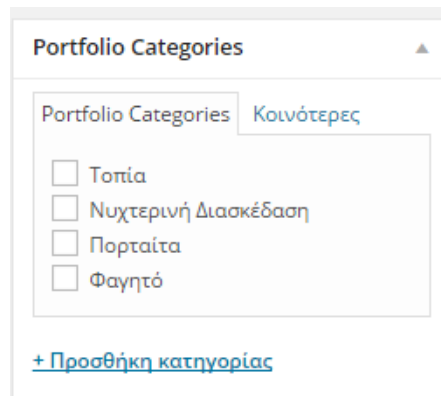 Portfolio Categories
Portfolio Categories Κοινότερες
Τοπία
Νυχτερινή Διασκέδαση
Πορταίτα
Φαγητό
+ Προσθήκη κατηγορίας